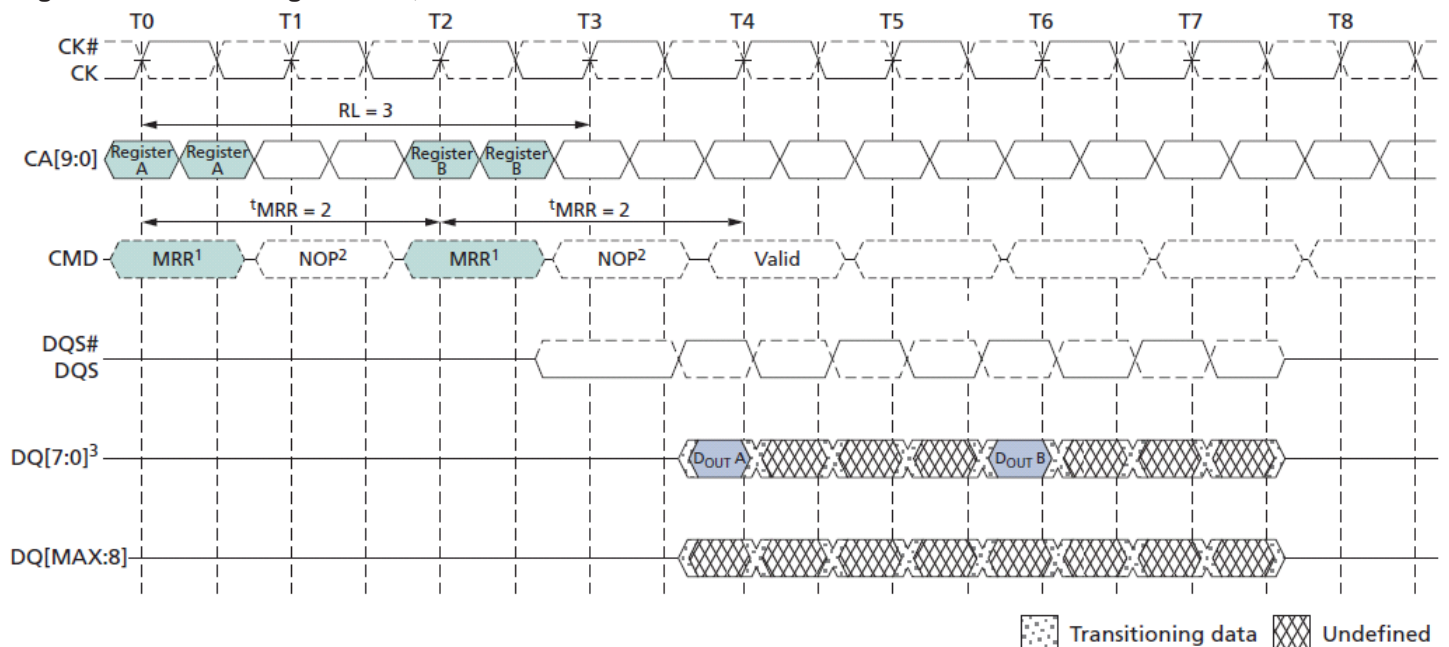 T0 T1 T2 T3 T4 T5 T6 T7 T8
CK#
CK
RL = 3
CA[9:0] Register A Register A Register B Register B
tMRR = 2 tMRR = 2
CMD MRR1 NOP2 MRR1 NOP2 Valid
DQS#
DQS
DQ[7:0]3 DOUT A DOUT B
DQ[MAX:8]
Transitioning data Undefined